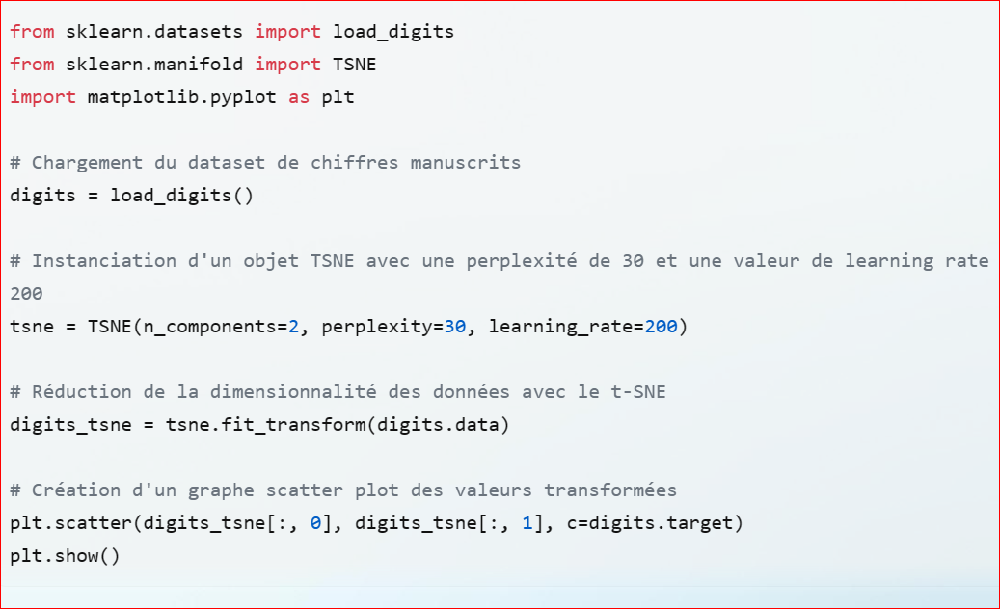 from sklearn.datasets import load_digits
from sklearn.manifold import TSNE
import matplotlib.pyplot as plt
# Chargement du dataset de chiffres manuscrits
digits = load_digits()
# Instanciation d'un objet TSNE avec une perplexité de 30 et une valeur de learning rate
200
tsne = TSNE(n_components=2, perplexity=30, learning_rate=200)
# Réduction de la dimensionnalité des données avec le t-SNE
digits_tsne = tsne.fit_transform(digits.data)
# Création d'un graphe scatter plot des valeurs transformées
plt.scatter(digits_tsne[:, 0], digits_tsne[:, 1], c=digits.target)
plt.show()